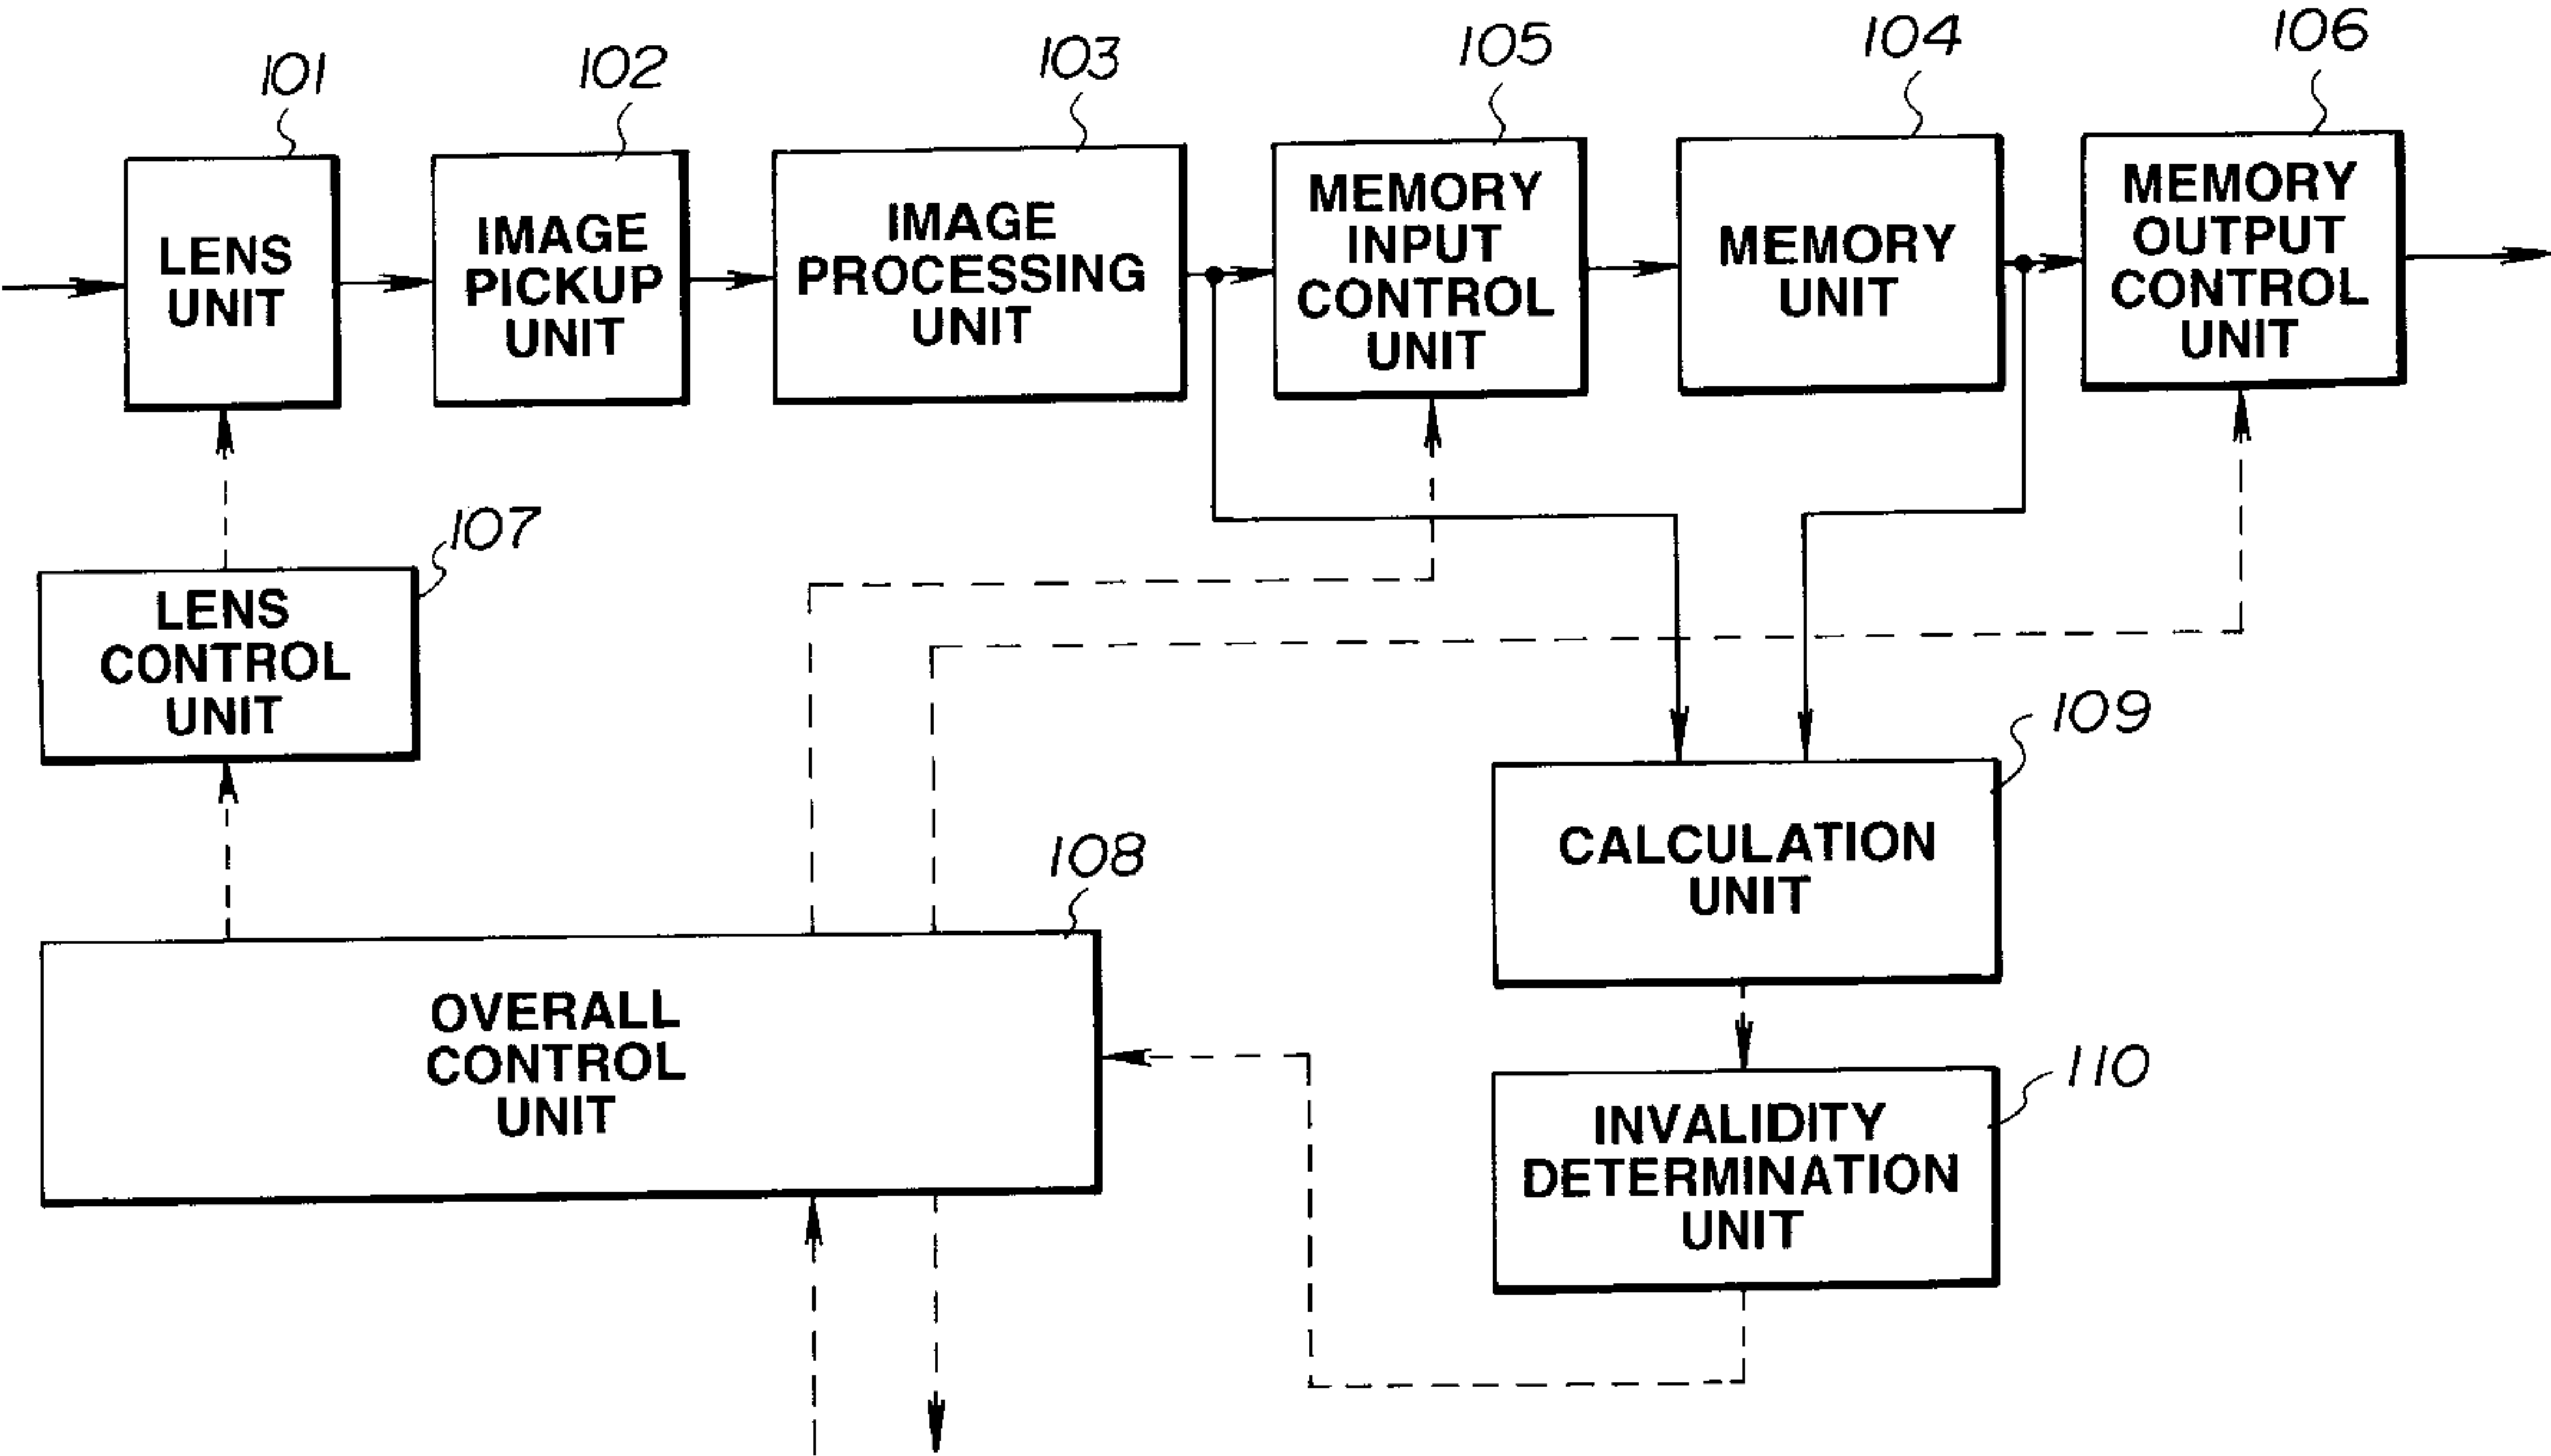 101
102
103
105
104
106
LENS
UNIT
IMAGE
PICKUP
UNIT
IMAGE
PROCESSING
UNIT
MEMORY
INPUT
CONTROL
UNIT
MEMORY
UNIT
MEMORY
OUTPUT
CONTROL
UNIT
107
LENS
CONTROL
UNIT
109
CALCULATION
UNIT
108
OVERALL
CONTROL
UNIT
110
INVALIDITY
DETERMINATION
UNIT